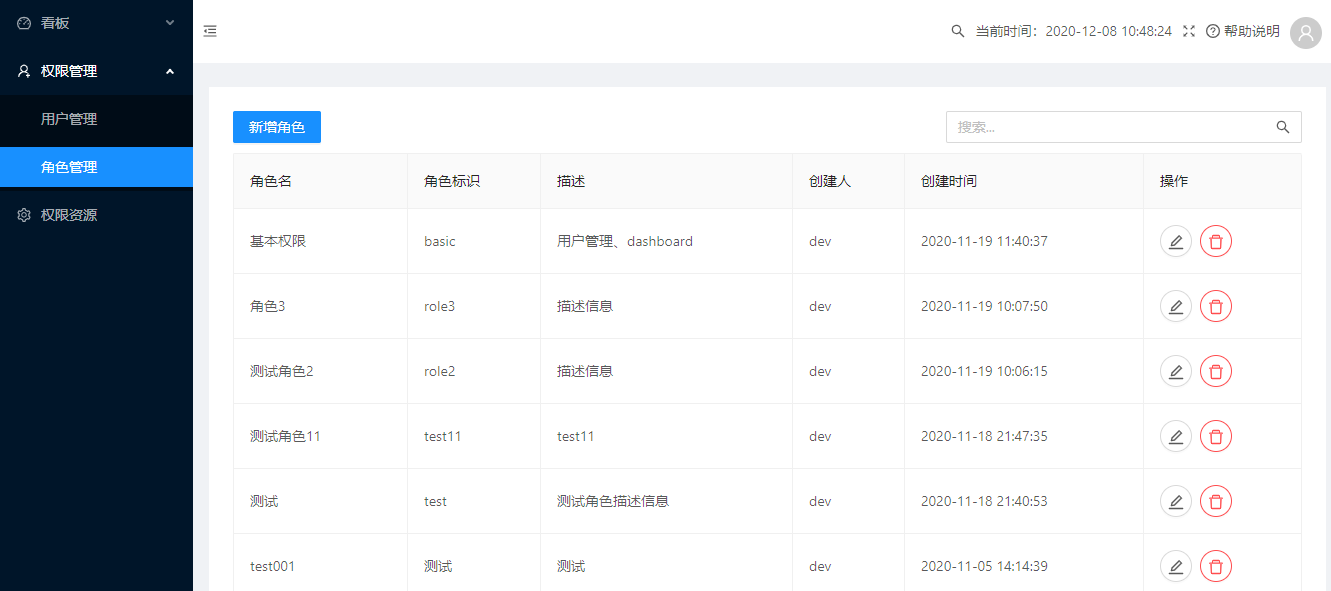 看板
权限管理
用户管理
角色管理
权限资源
当前时间：2020-12-08 10:48:24 帮助说明
新增角色 搜索...
角色名 角色标识 描述 创建人 创建时间 操作
基本权限 basic 用户管理、dashboard dev 2020-11-19 11:40:37
角色3 role3 描述信息 dev 2020-11-19 10:07:50
测试角色2 role2 描述信息 dev 2020-11-19 10:06:15
测试角色11 test11 test11 dev 2020-11-18 21:47:35
测试 test 测试角色描述信息 dev 2020-11-18 21:40:53
test001 测试 测试 dev 2020-11-05 14:14:39